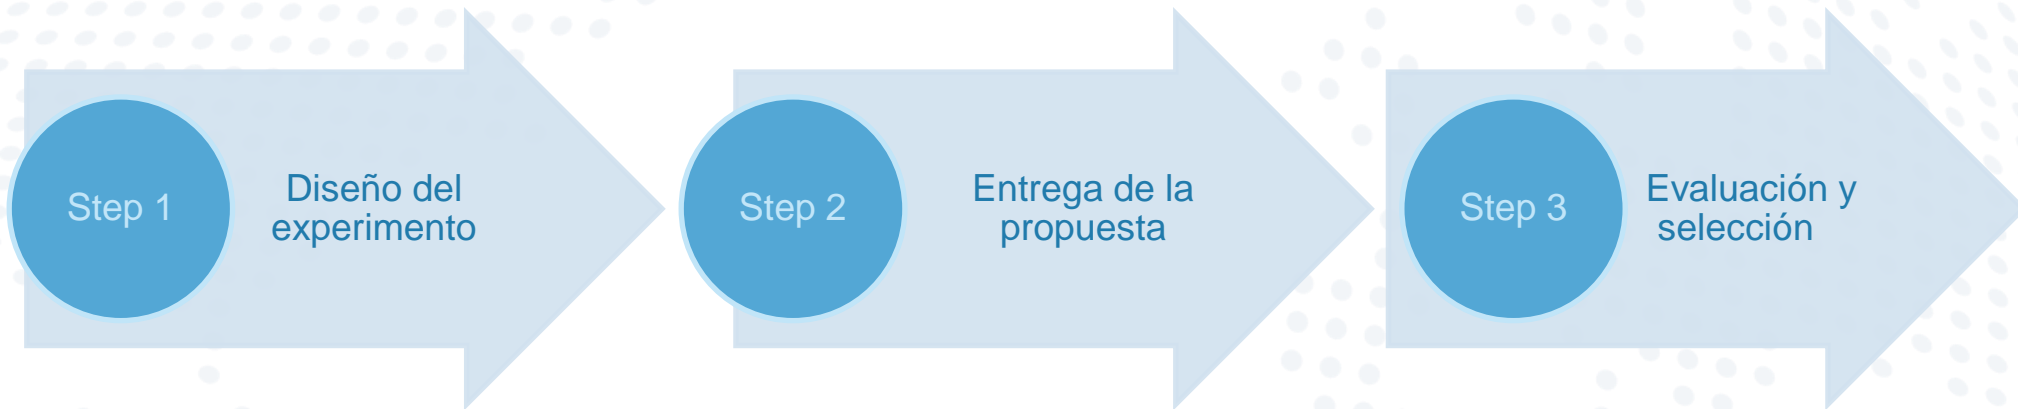 Step 1
Diseño del
experimento
Step 2
Entrega de la
propuesta
Step 3
Evaluación y
selección